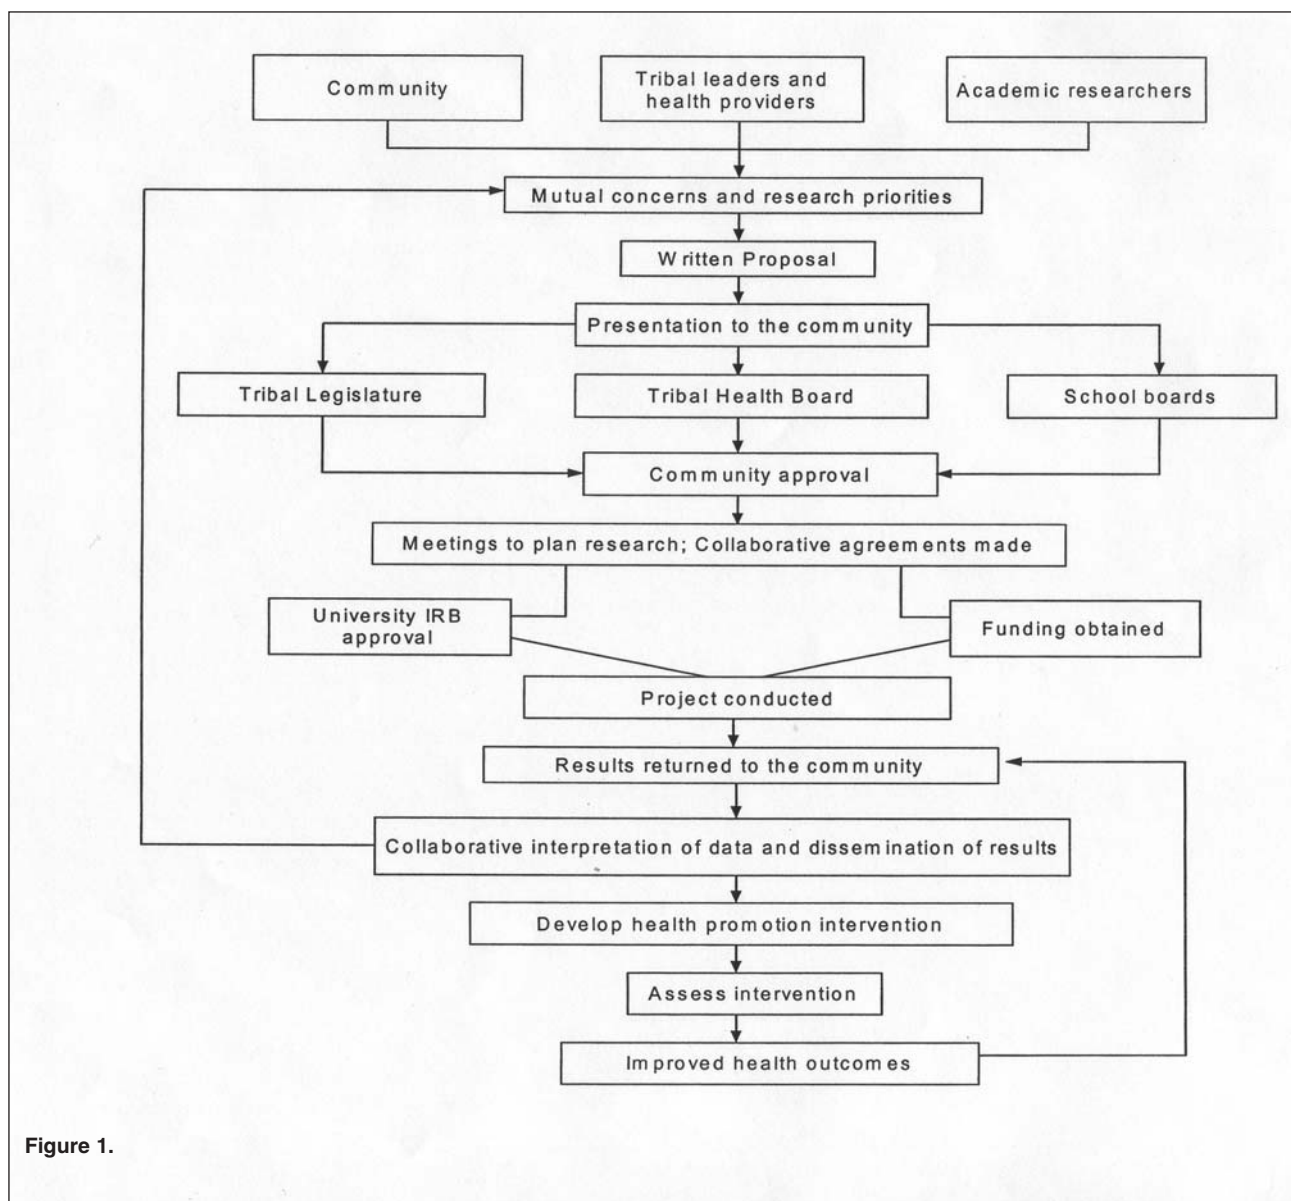 Community
Tribal leaders and
health providers
Academic researchers
Mutual concerns and research priorities
Written Proposal
Presentation to the community
Tribal Legislature
Tribal Health Board
School boards
Community approval
Meetings to plan research; Collaborative agreements made
University IRB
approval
Funding obtained
Project conducted
Results returned to the community
Collaborative interpretation of data and dissemination of results
Develop health promotion intervention
Assess intervention
Improved health outcomes
Figure 1.